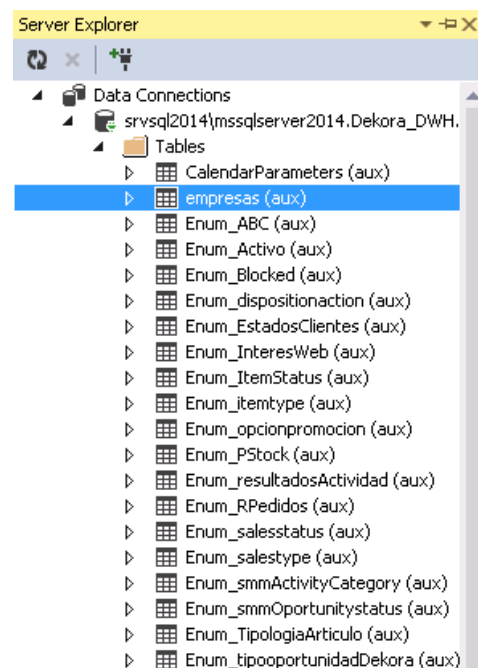 Server Explorer
Data Connections
srvsql2014\mssqlserver2014.Dekora_DWH.
Tables
CalendarParameters (aux)
empresas (aux)
Enum_ABC (aux)
Enum_Activo (aux)
Enum_Blocked (aux)
Enum_dispositionaction (aux)
Enum_EstadosClientes (aux)
Enum_InteresWeb (aux)
Enum_ItemStatus (aux)
Enum_itemtype (aux)
Enum_opcionpromocion (aux)
Enum_PStock (aux)
Enum_resultadosActividad (aux)
Enum_RPedidos (aux)
Enum_salesstatus (aux)
Enum_salestype (aux)
Enum_smmActivityCategory (aux)
Enum_smmOportunitystatus (aux)
Enum_TipologiaArticulo (aux)
Enum_tipooportunidadDekora (aux)